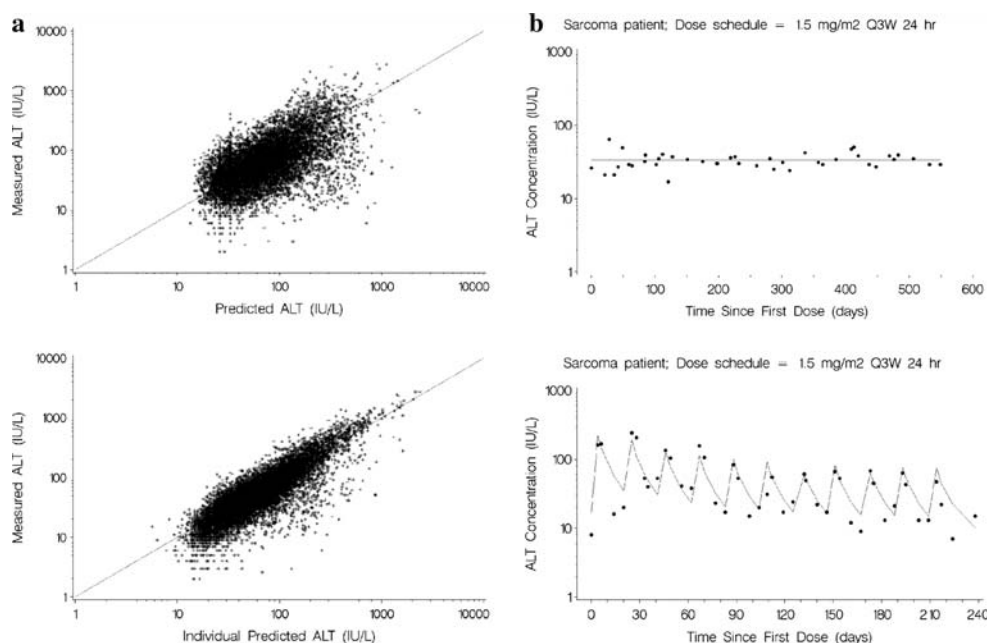 a
10000
1000
100
10
1
Measured ALT (IU/L)
1 10 100 1000 10000
Predicted ALT (IU/L)
10000
1000
100
10
1
Measured ALT (IU/L)
1 10 100 1000 10000
Individual Predicted ALT (IU/L)
b
Sarcoma patient; Dose schedule = 1.5 mg/m2 Q3W 24 hr
1000
100
10
1
ALT Concentration (IU/L)
0 100 200 300 400 500 600
Time Since First Dose (days)
Sarcoma patient; Dose schedule = 1.5 mg/m2 Q3W 24 hr
1000
100
10
1
ALT Concentration (IU/L)
0 30 60 90 120 150 180 210 240
Time Since First Dose (days)